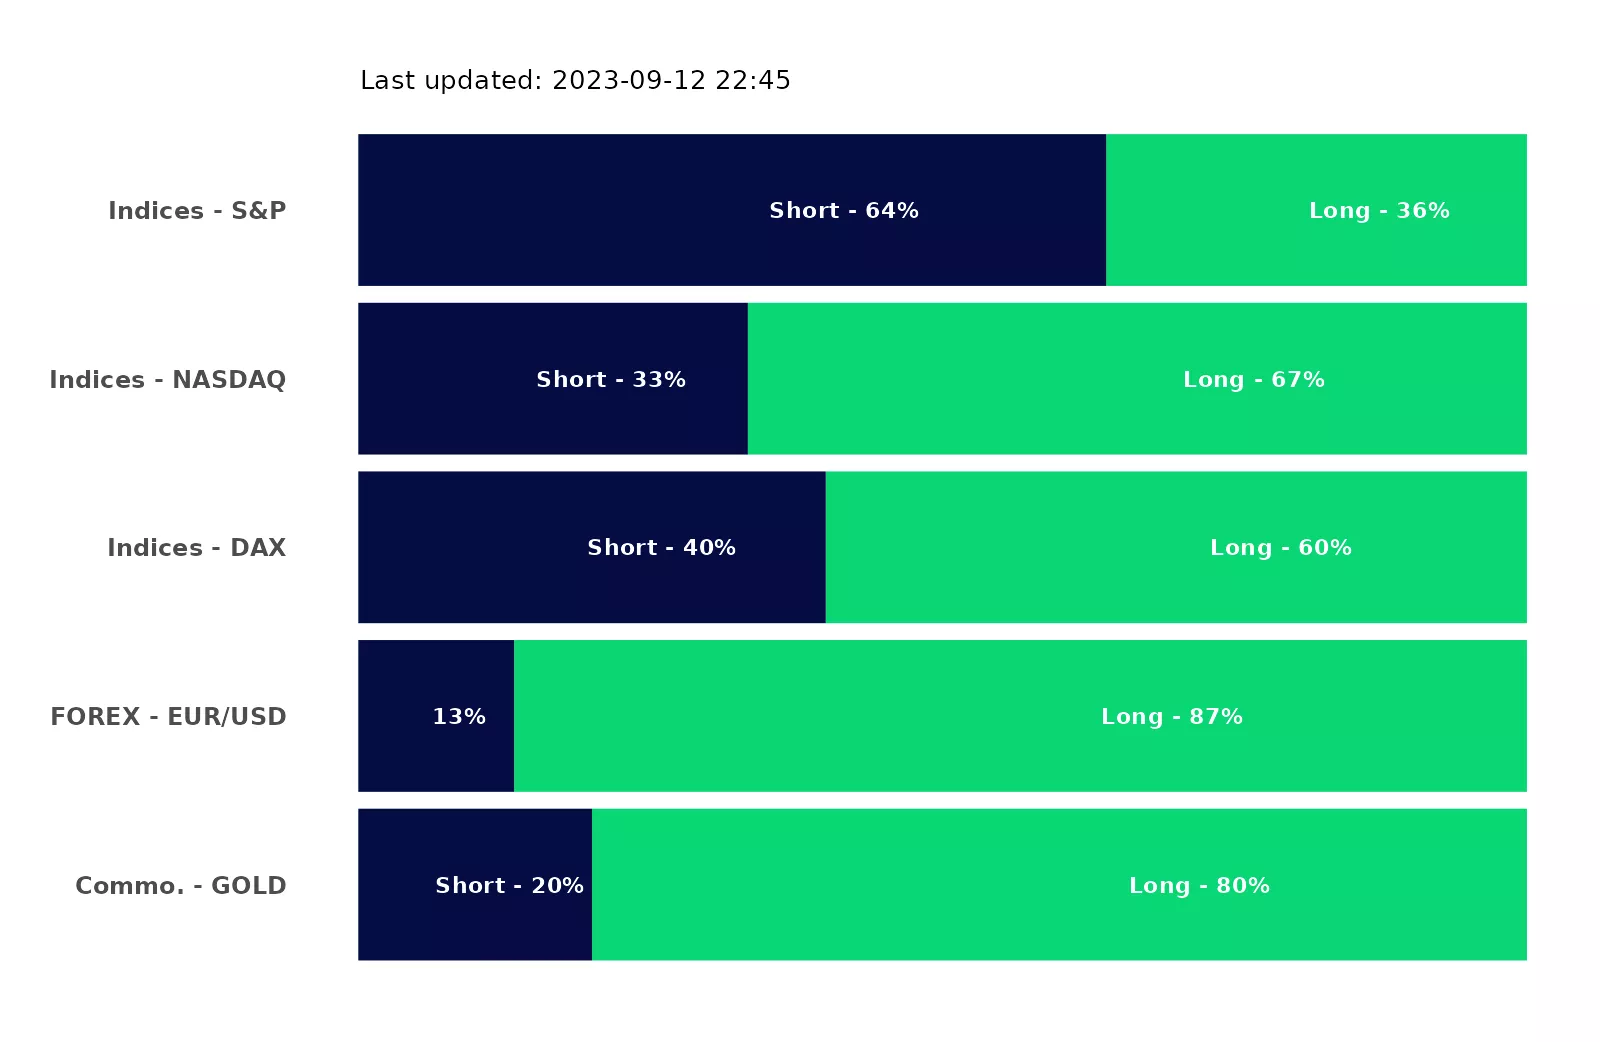 Last updated: 2023-09-12 22:45
Indices - S&P Short - 64% Long - 36%
Indices - NASDAQ Short - 33% Long - 67%
Indices - DAX Short - 40% Long - 60%
FOREX - EUR/USD 13% Long - 87%
Commo. - GOLD Short - 20% Long - 80%